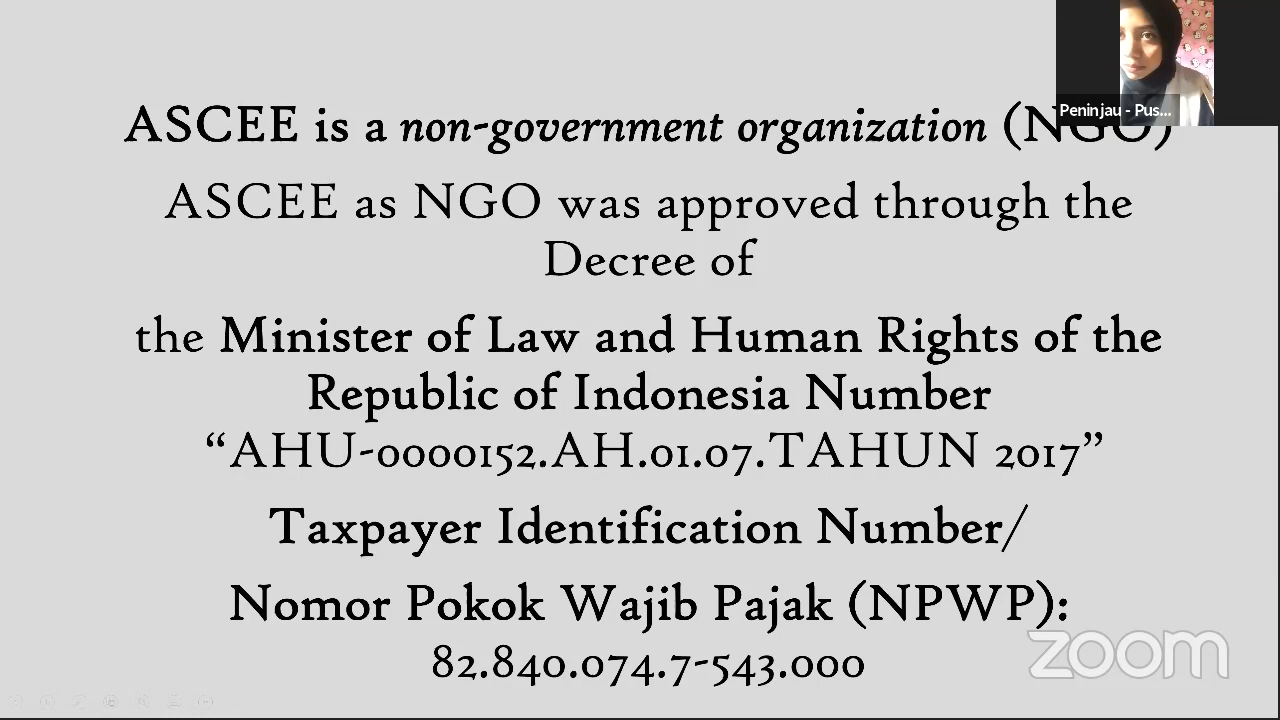 ASCEE is a non-government organization (NGO)
ASCEE as NGO was approved through the
Decree of
the Minister of Law and Human Rights of the
Republic of Indonesia Number
“AHU-0000152.AH.01.07.TAHUN 2017”
Taxpayer Identification Number/
Nomor Pokok Wajib Pajak (NPWP):
82.840.074.7-543.000
Peninjau - Pus...
zoom